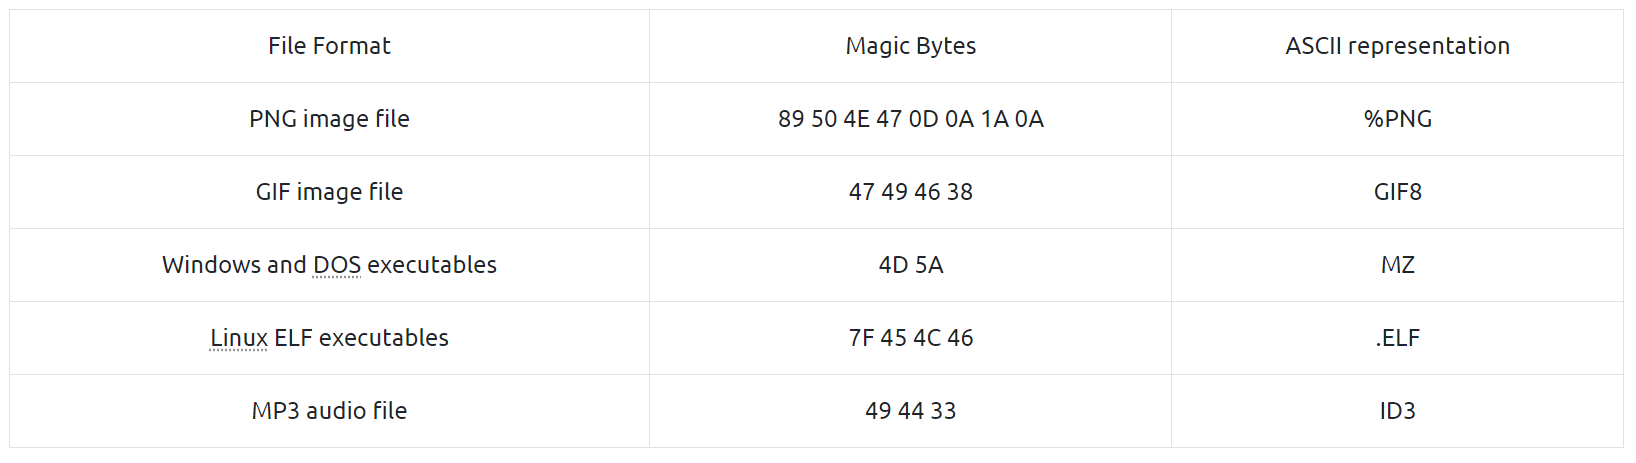 File Format Magic Bytes ASCII representation
PNG image file 89 50 4E 47 0D 0A 1A 0A %PNG
GIF image file 47 49 46 38 GIF8
Windows and DOS executables 4D 5A MZ
Linux ELF executables 7F 45 4C 46 .ELF
MP3 audio file 49 44 33 ID3